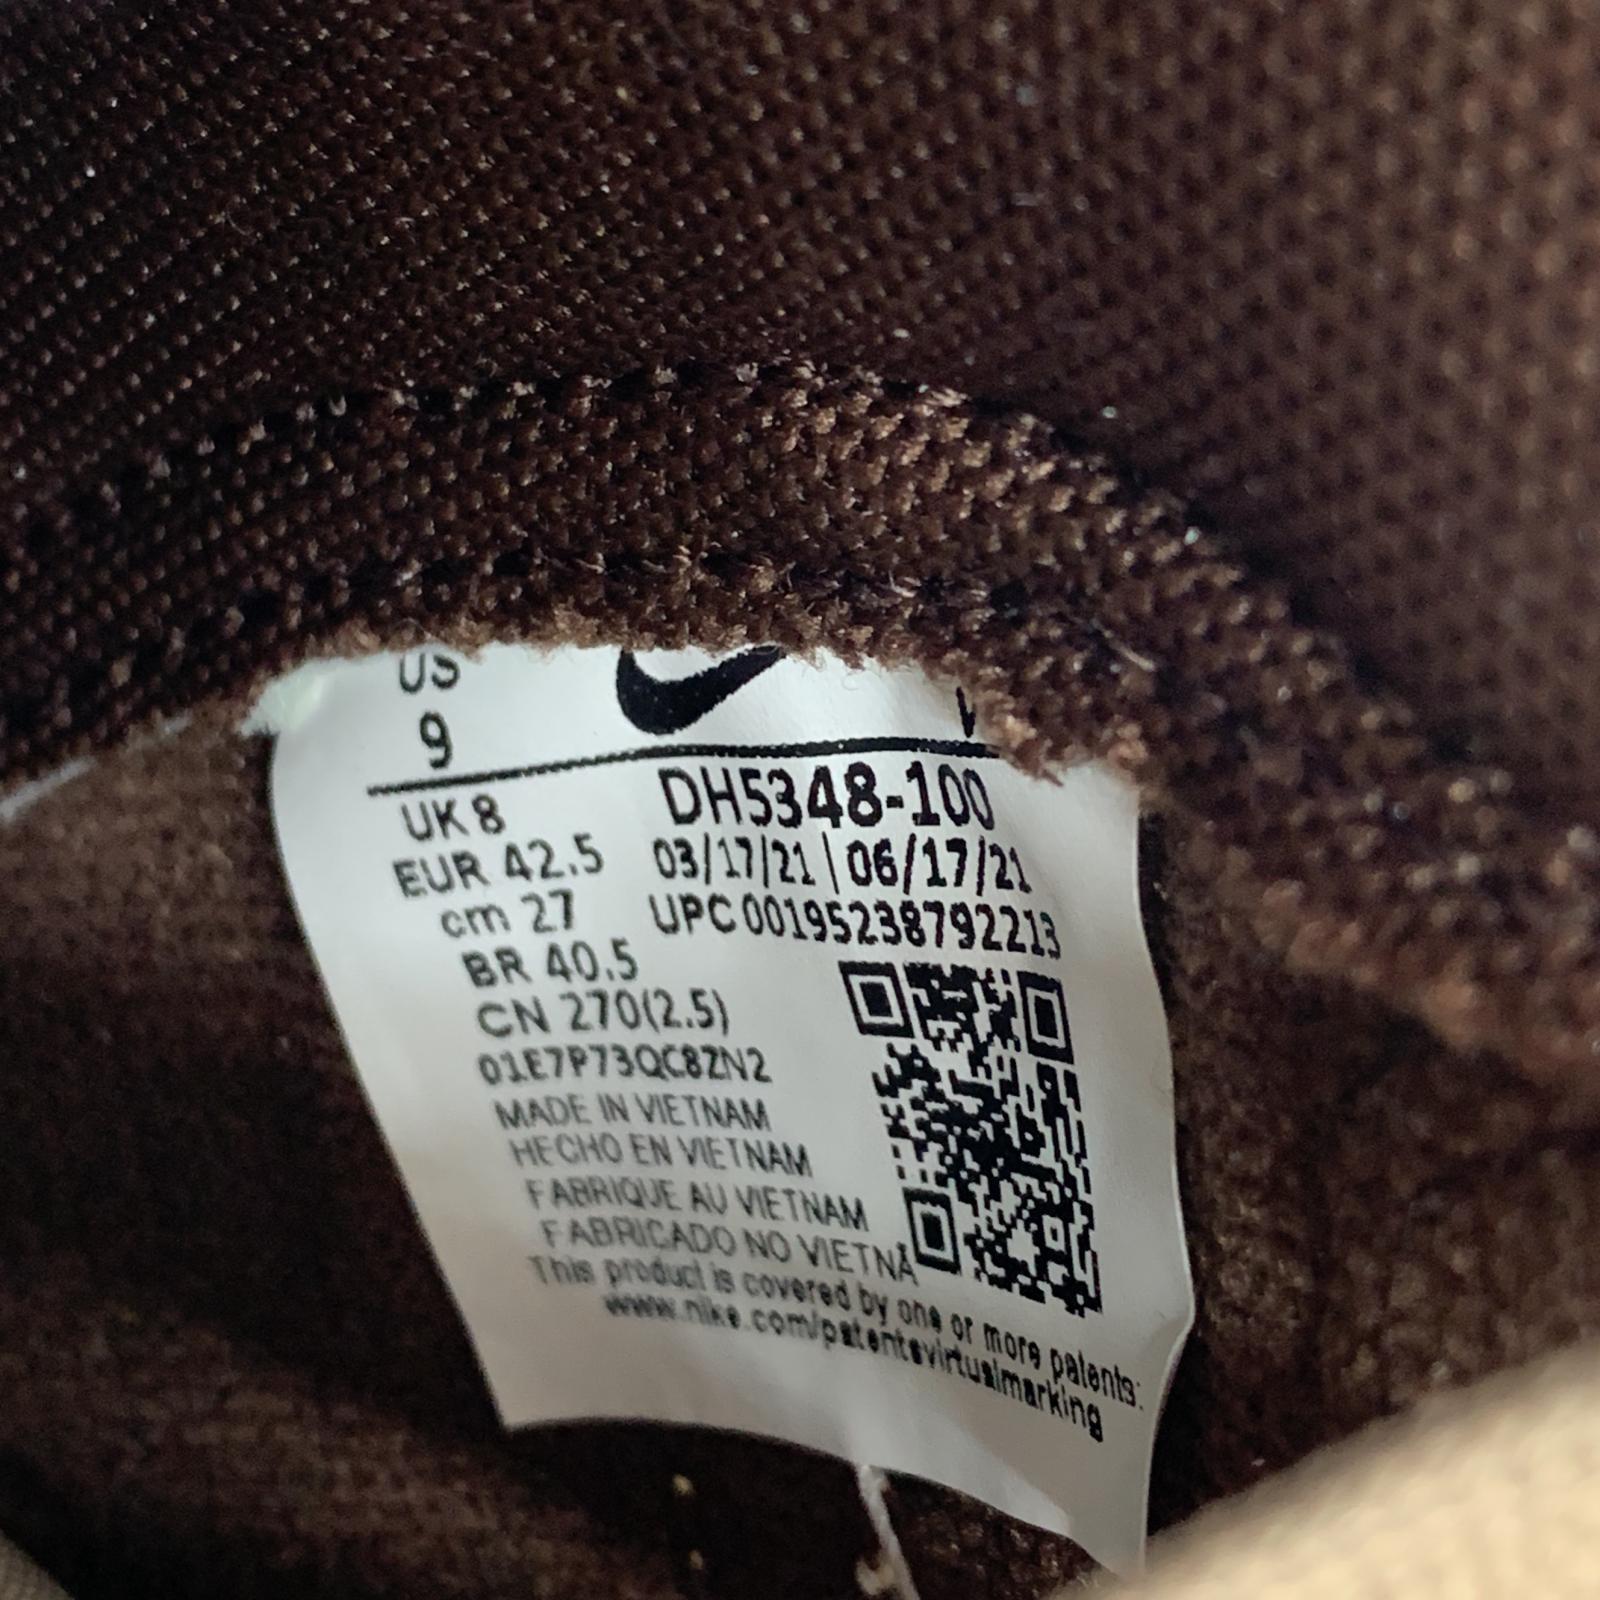 US
9
UK 8
EUR 42.5
cm 27
BR 40.5
CN 270(2.5)
DH5348-100
03/17/21 | 06/17/21
UPC 00195238792213
01E7P73QC8ZN2
MADE IN VIETNAM
HECHO EN VIETNAM
FABRIQUE AU VIETNAM
FABRICADO NO VIETNA
This product is covered by one or more patents:
www.nike.com/patentsvirtualmarking